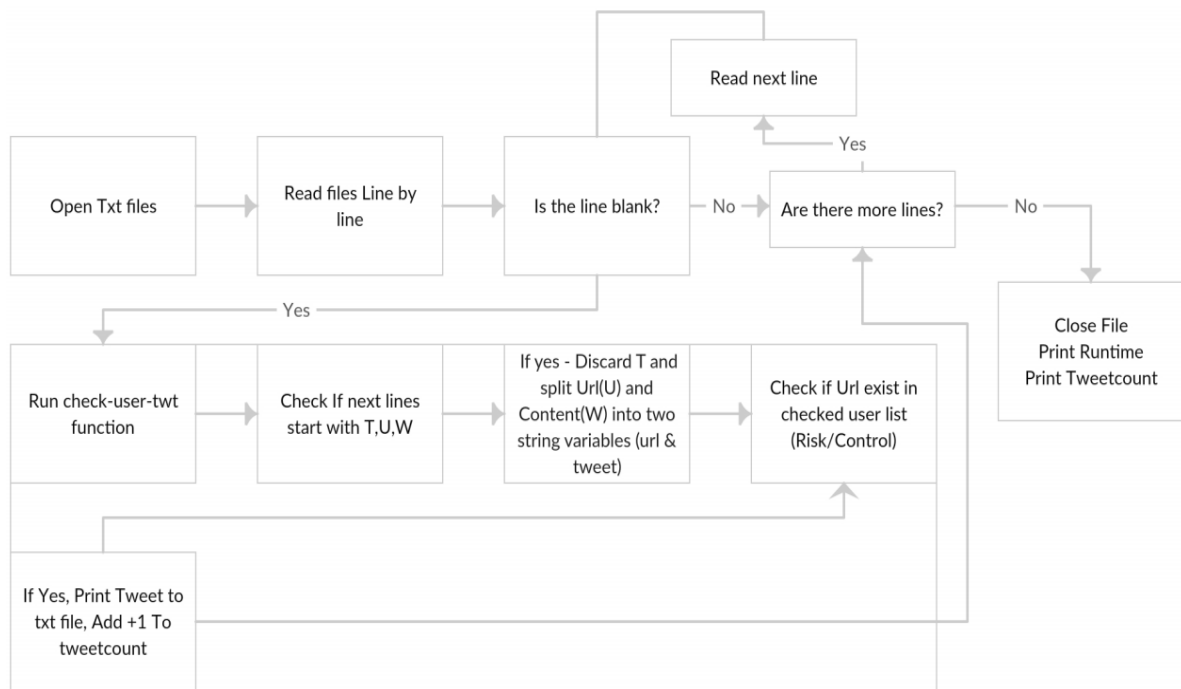 Read next line
Yes
Open Txt files
Read files Line by
line
Is the line blank?
No
Are there more lines?
No
Yes
Close File
Print Runtime
Print Tweetcount
Run check-user-twt
function
Check If next lines
start with T,U,W
If yes - Discard T and
split Url(U) and
Content(W) into two
string variables (url &
tweet)
Check if Url exist in
checked user list
(Risk/Control)
If Yes, Print Tweet to
txt file, Add +1 To
tweetcount